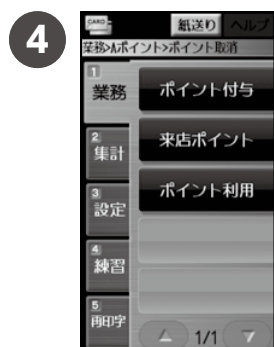 4
CARD 紙送り ヘルプ
業務>Aポイント>ポイント取消
1
業務
ポイント付与
2
集計
来店ポイント
3
設定
ポイント利用
4
練習
5
再印字
1/1